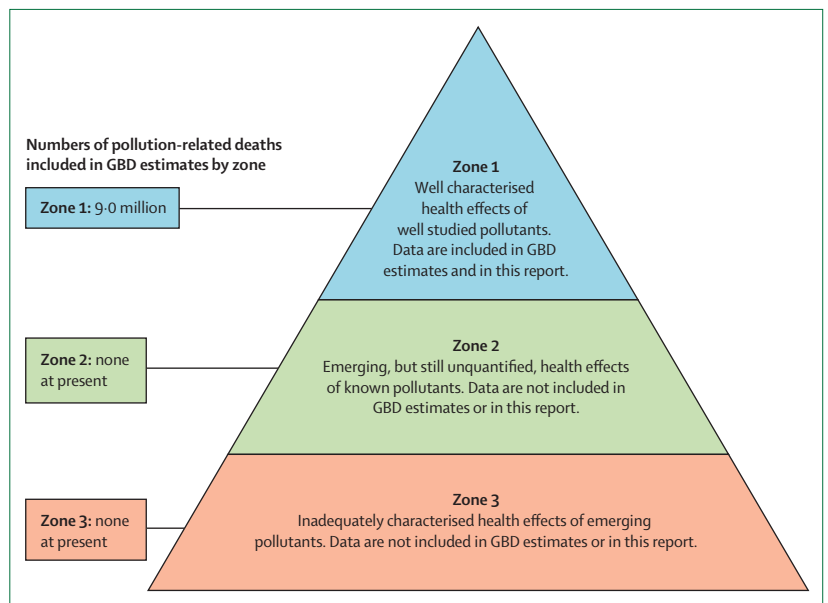 Numbers of pollution-related deaths
included in GBD estimates by zone
Zone 1: 9·0 million
Zone 1
Well characterised
health effects of
well studied pollutants.
Data are included in GBD
estimates and in this report.
Zone 2: none
at present
Zone 2
Emerging, but still unquantified, health effects
of known pollutants. Data are not included in
GBD estimates or in this report.
Zone 3: none
at present
Zone 3
Inadequately characterised health effects of emerging
pollutants. Data are not included in GBD estimates or in this report.